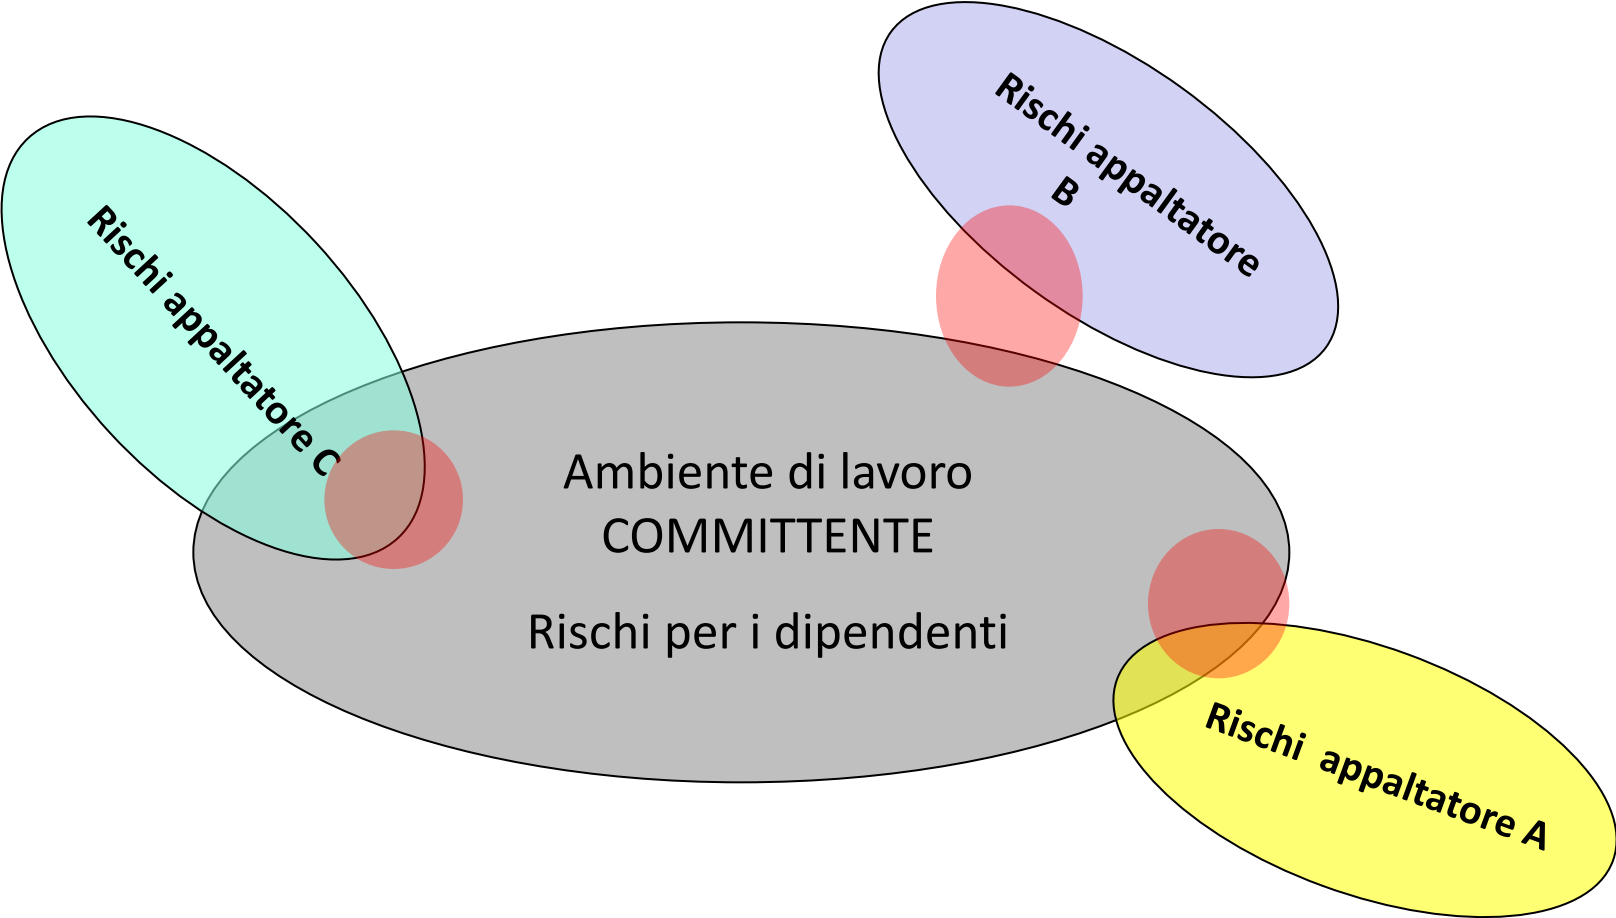 Rischi appaltatore
B
Rischi appaltatore C
Ambiente di lavoro
COMMITTENTE
Rischi per i dipendenti
Rischi appaltatore A